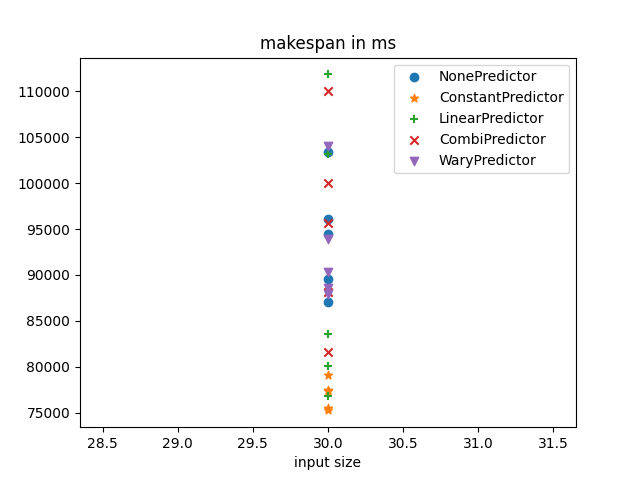 makespan in ms
110000
105000
100000
95000
90000
85000
80000
75000
NonePredictor
ConstantPredictor
LinearPredictor
CombiPredictor
WaryPredictor
28.5 29.0 29.5 30.0 30.5 31.0 31.5
input size